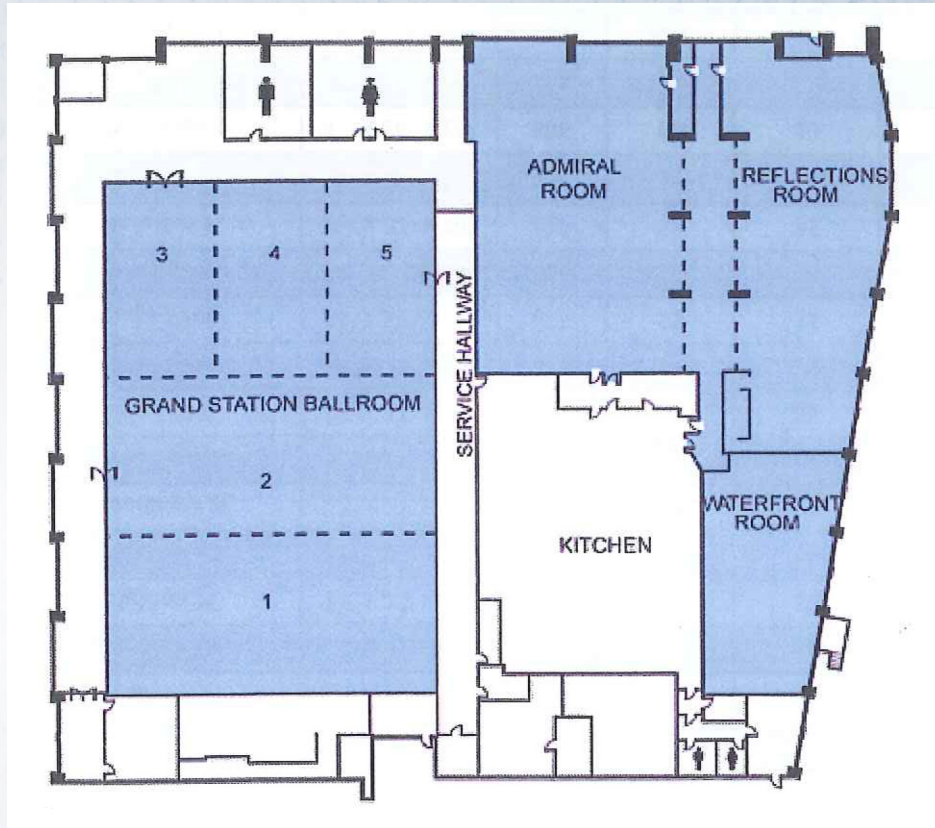 ADMIRAL
ROOM
REFLECTIONS
ROOM
3
4
5
SERVICE HALLWAY
GRAND STATION BALLROOM
2
WATERFRONT
ROOM
KITCHEN
1